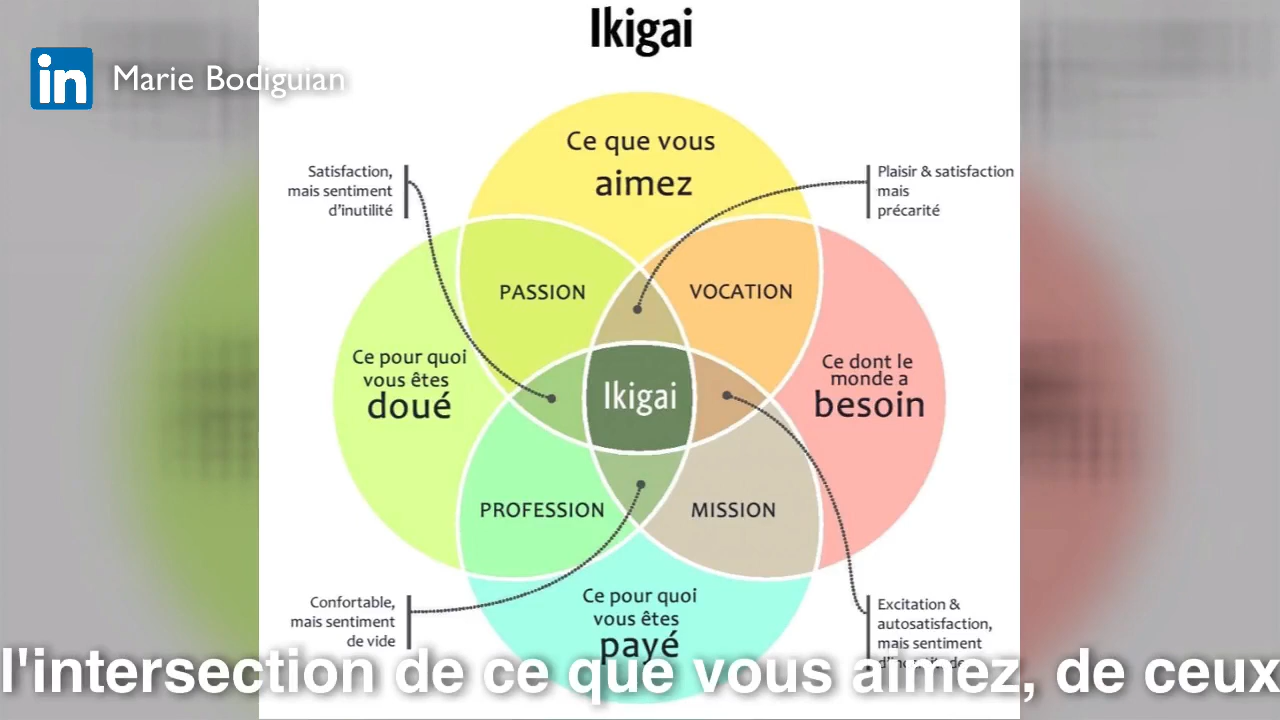 Ikigai
in Marie Bodiguian
Ce que vous
aimez
Satisfaction,
mais sentiment
d'inutilité
Plaisir & satisfaction
mais
précarité
PASSION
VOCATION
Ce pour quoi
vous êtes
doué
Ikigai
Ce dont le
monde a
besoin
PROFESSION
MISSION
Ce pour quoi
vous êtes
payé
Confortable,
mais sentiment
de vide
Excitation &
autosatisfaction,
mais sentiment
l'intersection de ce que vous aimez, de ceux